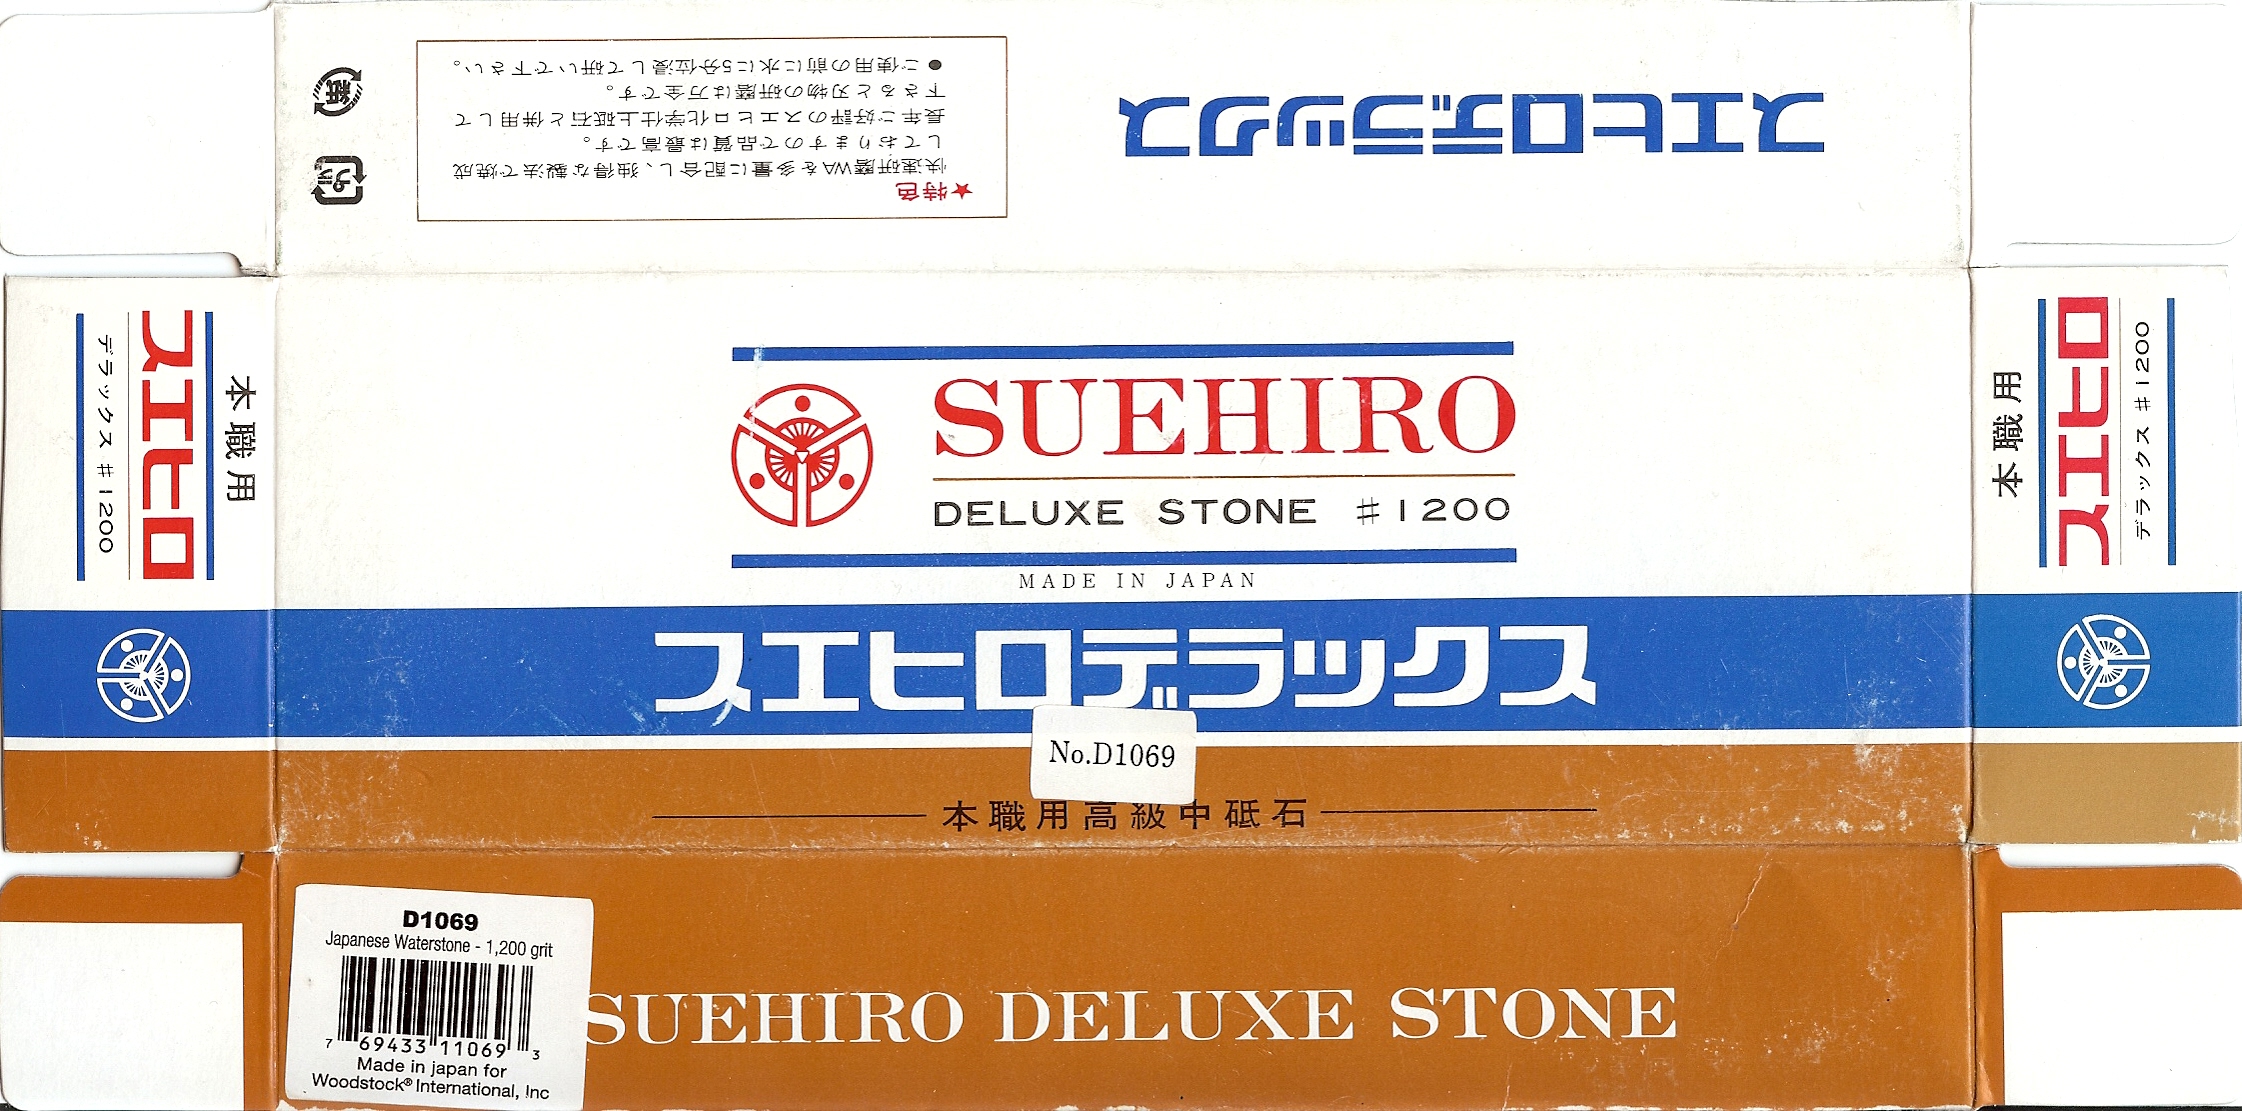 スエヒロデラックス
★特色
快速研磨WAを多量に配合し、独得な製法で焼成
しておりますので品質は最高です。
長年ご好評のスエヒロ化学仕上砥石と併用して
下さると刃物の研磨は万全です。
●ご使用の前に水に5分位浸して研いで下さい。
プラ
紙
本職用
スエヒロ
デラックス #1200
SUEHIRO
DELUXE STONE #1200
MADE IN JAPAN
スエヒロデラックス
No.D1069
本職用高級中砥石
本職用
スエヒロ
デラックス #1200
D1069
Japanese Waterstone - 1,200 grit
7 69433 11069 3
Made in japan for
Woodstock® International, Inc
SUEHIRO DELUXE STONE